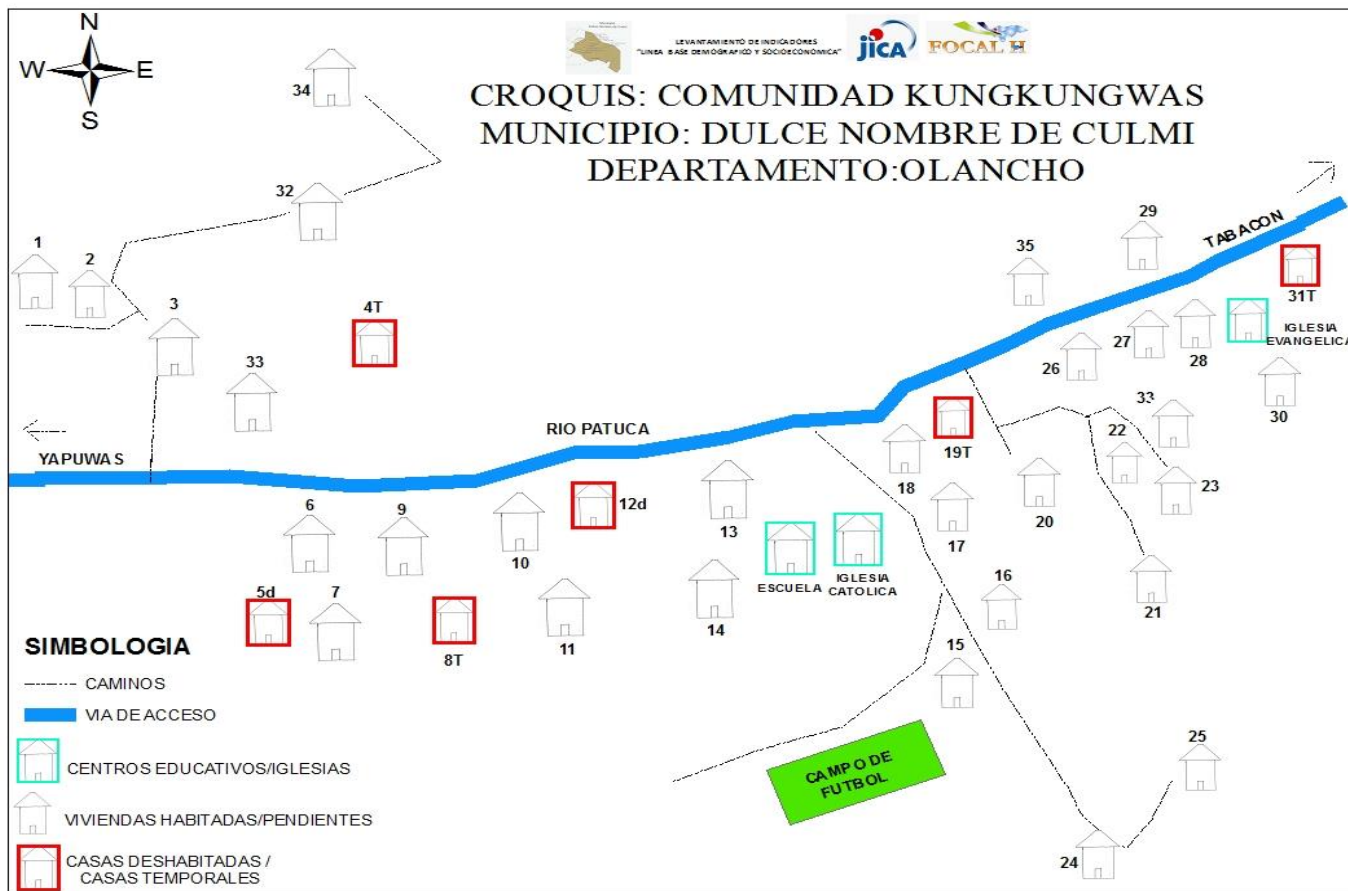 N
W E
S
LEVANTAMIENTO DE INDICADORES
"LINEA BASE DEMOGRAFICO Y SOCIOECONOMICA"
jICA
FOCAL H
CROQUIS: COMUNIDAD KUNGKUNGWAS
MUNICIPIO: DULCE NOMBRE DE CULMI
DEPARTAMENTO:OLANCHO
34
32
1
2
3
33
4T
35
29
TABACON
31T
IGLESIA
EVANGELICA
26
27
28
30
YAPUWAS
RIO PATUCA
18
19T
20
33
22
23
21
6
9
10
12d
13
17
16
5d
7
8T
11
14
ESCUELA
IGLESIA
CATOLICA
15
CAMPO DE
FUTBOL
25
24
SIMBOLOGIA
CAMINOS
VIA DE ACCESO
CENTROS EDUCATIVOS/IGLESIAS
VIVIENDAS HABITADAS/PENDIENTES
CASAS DESHABITADAS /
CASAS TEMPORALES